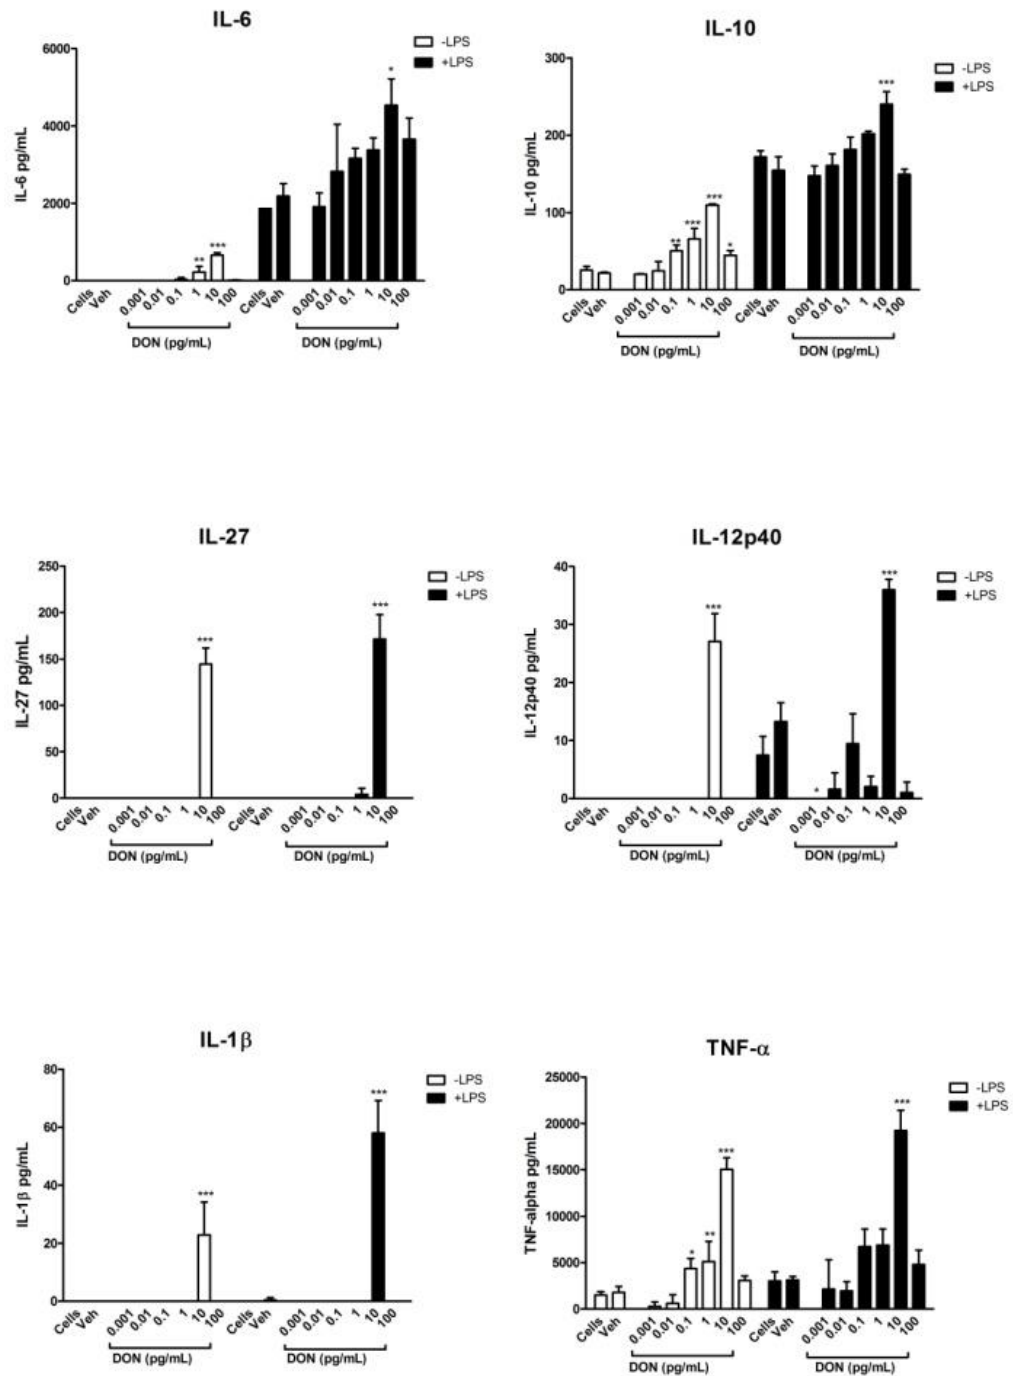 IL-6
-LPS
+LPS
IL-6 pg/mL
6000
4000
2000
0
*
** ***
Cells Veh 0.001 0.01 0.1 1 10 100 Cells Veh 0.001 0.01 0.1 1 10 100
DON (pg/mL) DON (pg/mL)
IL-10
-LPS
+LPS
IL-10 pg/mL
300
200
100
0
***
** *** *** *
Cells Veh 0.001 0.01 0.1 1 10 100 Cells Veh 0.001 0.01 0.1 1 10 100
DON (pg/mL) DON (pg/mL)
IL-27
-LPS
+LPS
IL-27 pg/mL
250
200
150
100
50
0
*** ***
Cells Veh 0.001 0.01 0.1 1 10 100 Cells Veh 0.001 0.01 0.1 1 10 100
DON (pg/mL) DON (pg/mL)
IL-12p40
-LPS
+LPS
IL-12p40 pg/mL
40
30
20
10
0
*** * ***
Cells Veh 0.001 0.01 0.1 1 10 100 Cells Veh 0.001 0.01 0.1 1 10 100
DON (pg/mL) DON (pg/mL)
IL-1β
-LPS
+LPS
IL-1β pg/mL
80
60
40
20
0
*** ***
Cells Veh 0.001 0.01 0.1 1 10 100 Cells Veh 0.001 0.01 0.1 1 10 100
DON (pg/mL) DON (pg/mL)
TNF-α
-LPS
+LPS
TNF-alpha pg/mL
25000
20000
15000
10000
5000
0
* ** *** ***
Cells Veh 0.001 0.01 0.1 1 10 100 Cells Veh 0.001 0.01 0.1 1 10 100
DON (pg/mL) DON (pg/mL)